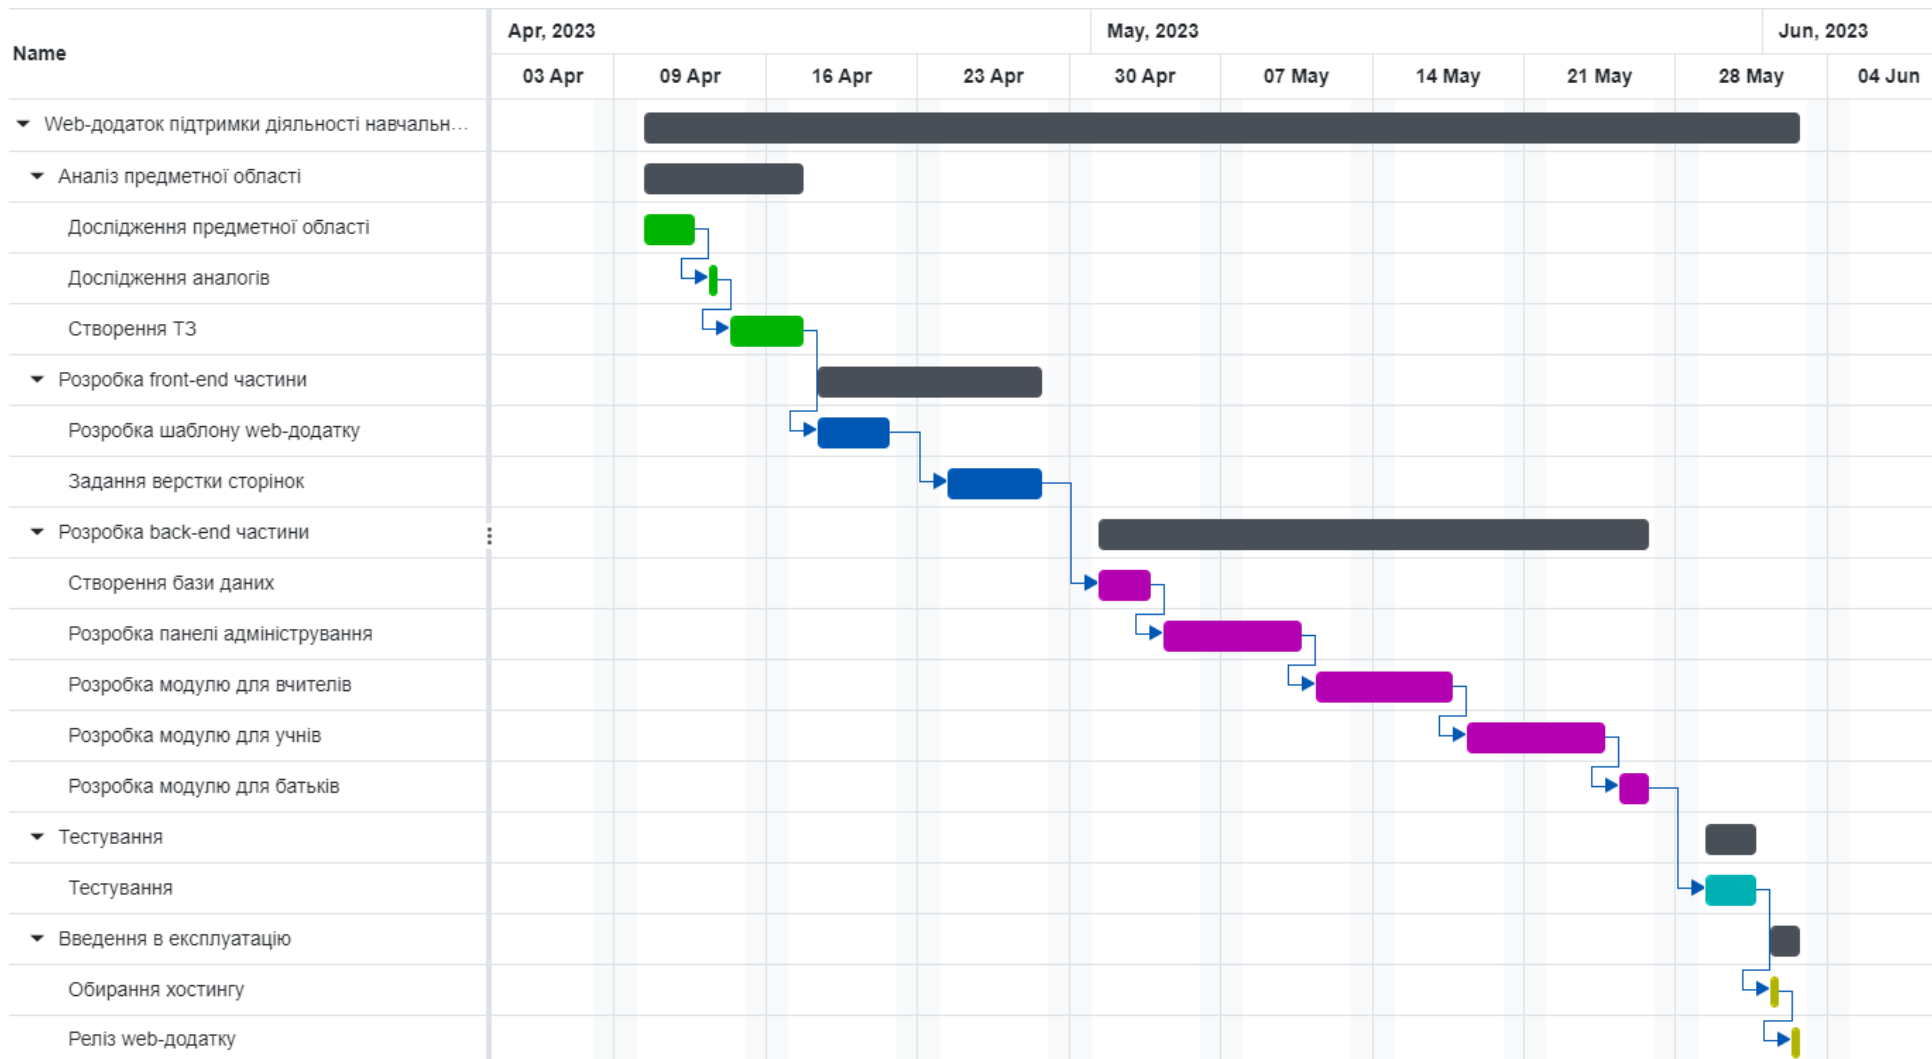 Name
Apr, 2023
May, 2023
Jun, 2023
03 Apr
09 Apr
16 Apr
23 Apr
30 Apr
07 May
14 May
21 May
28 May
04 Jun
Web-додаток підтримки діяльності навчальн...
Аналіз предметної області
Дослідження предметної області
Дослідження аналогів
Створення ТЗ
Розробка front-end частини
Розробка шаблону web-додатку
Задання верстки сторінок
Розробка back-end частини
Створення бази даних
Розробка панелі адміністрування
Розробка модулю для вчителів
Розробка модулю для учнів
Розробка модулю для батьків
Тестування
Тестування
Введення в експлуатацію
Обирання хостингу
Реліз web-додатку